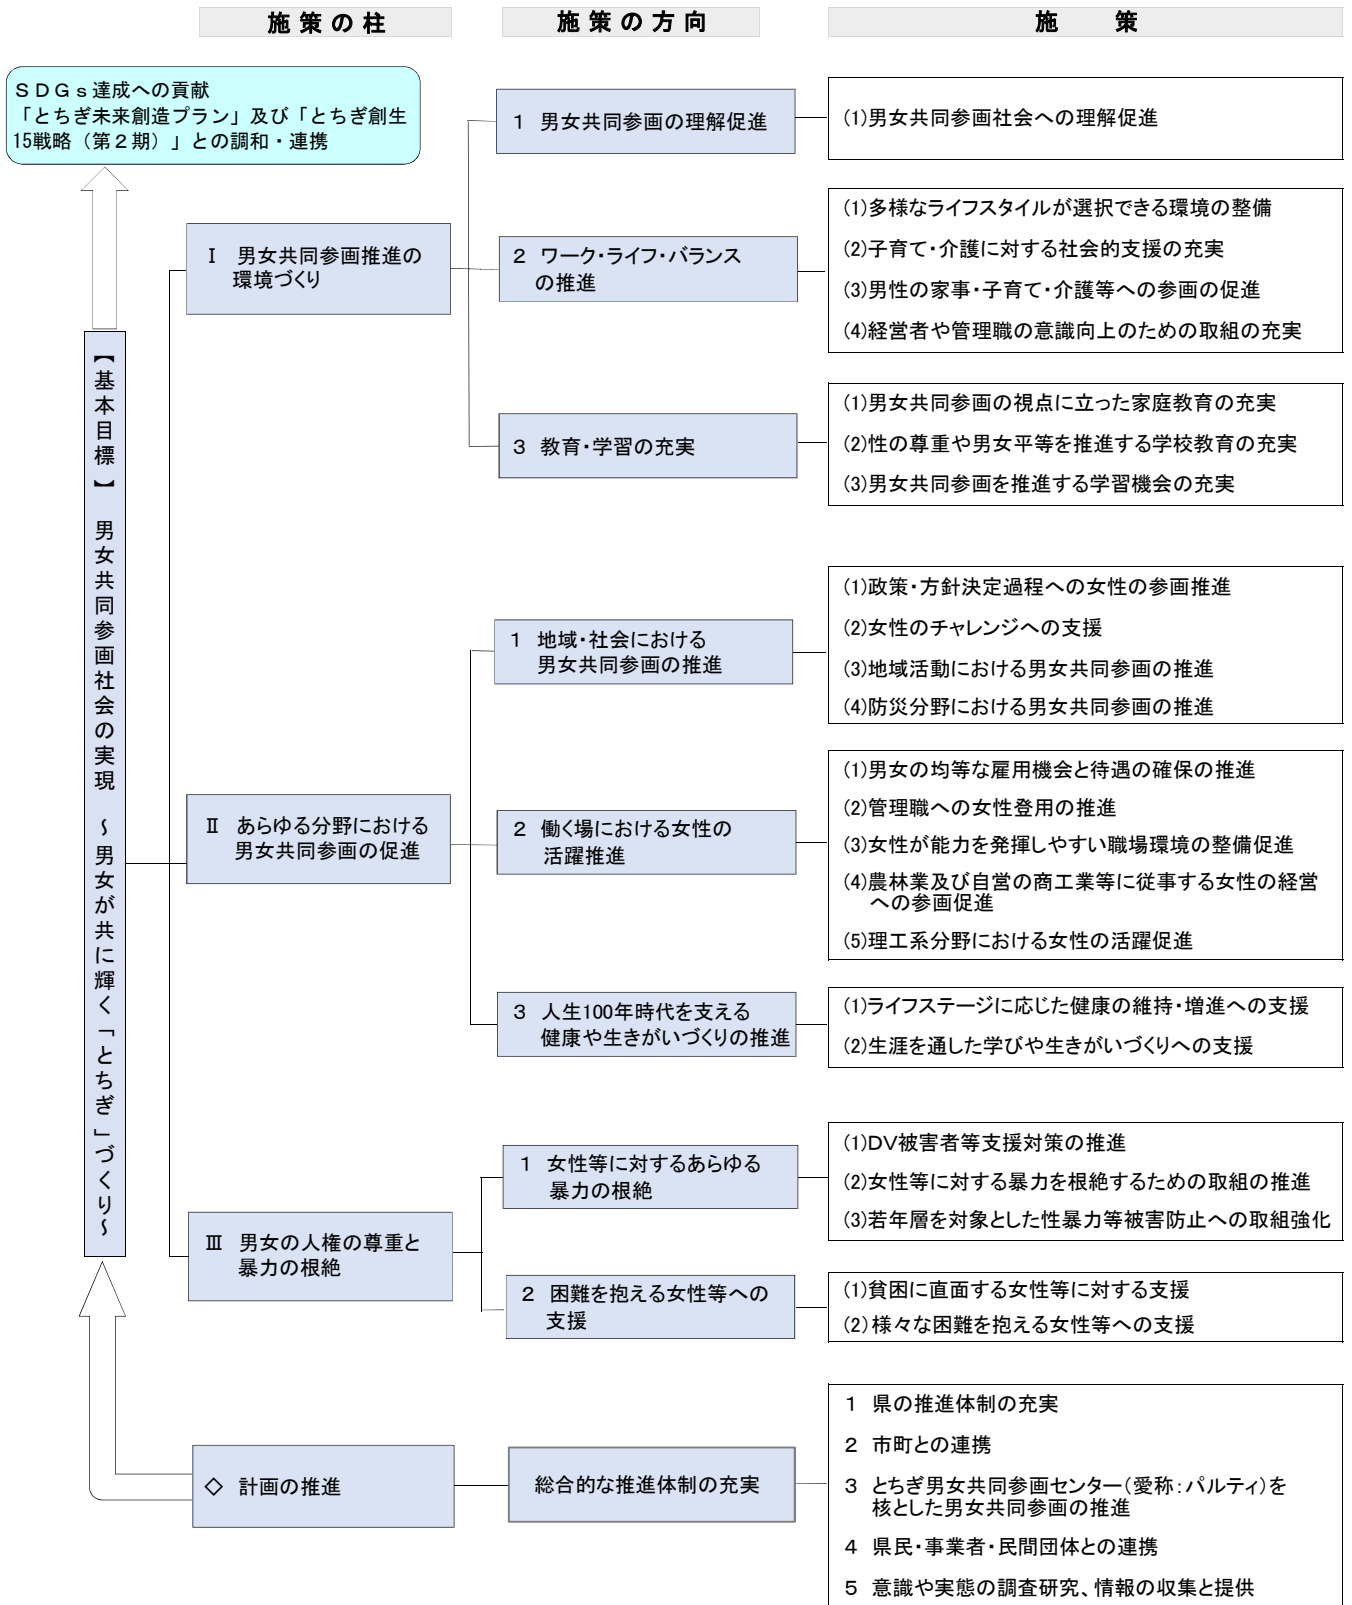 施策の柱
施策の方向
施　　策
ＳＤＧｓ達成への貢献
「とちぎ未来創造プラン」及び「とちぎ創生
15戦略（第２期）」との調和・連携
【基本目標】　男女共同参画社会の実現　～男女が共に輝く「とちぎ」づくり～
Ⅰ　男女共同参画推進の
環境づくり
１　男女共同参画の理解促進
(1)男女共同参画社会への理解促進
２　ワーク・ライフ・バランス
の推進
(1)多様なライフスタイルが選択できる環境の整備
(2)子育て・介護に対する社会的支援の充実
(3)男性の家事・子育て・介護等への参画の促進
(4)経営者や管理職の意識向上のための取組の充実
３　教育・学習の充実
(1)男女共同参画の視点に立った家庭教育の充実
(2)性の尊重や男女平等を推進する学校教育の充実
(3)男女共同参画を推進する学習機会の充実
Ⅱ　あらゆる分野における
男女共同参画の促進
１　地域・社会における
男女共同参画の推進
(1)政策・方針決定過程への女性の参画推進
(2)女性のチャレンジへの支援
(3)地域活動における男女共同参画の推進
(4)防災分野における男女共同参画の推進
２　働く場における女性の
活躍推進
(1)男女の均等な雇用機会と待遇の確保の推進
(2)管理職への女性登用の推進
(3)女性が能力を発揮しやすい職場環境の整備促進
(4)農林業及び自営の商工業等に従事する女性の経営
への参画促進
(5)理工系分野における女性の活躍促進
３　人生100年時代を支える
健康や生きがいづくりの推進
(1)ライフステージに応じた健康の維持・増進への支援
(2)生涯を通した学びや生きがいづくりへの支援
Ⅲ　男女の人権の尊重と
暴力の根絶
１　女性等に対するあらゆる
暴力の根絶
(1)DV被害者等支援対策の推進
(2)女性等に対する暴力を根絶するための取組の推進
(3)若年層を対象とした性暴力等被害防止への取組強化
２　困難を抱える女性等への
支援
(1)貧困に直面する女性等に対する支援
(2)様々な困難を抱える女性等への支援
◇　計画の推進
総合的な推進体制の充実
１　県の推進体制の充実
２　市町との連携
３　とちぎ男女共同参画センター(愛称：パルティ)を
核とした男女共同参画の推進
４　県民・事業者・民間団体との連携
５　意識や実態の調査研究、情報の収集と提供